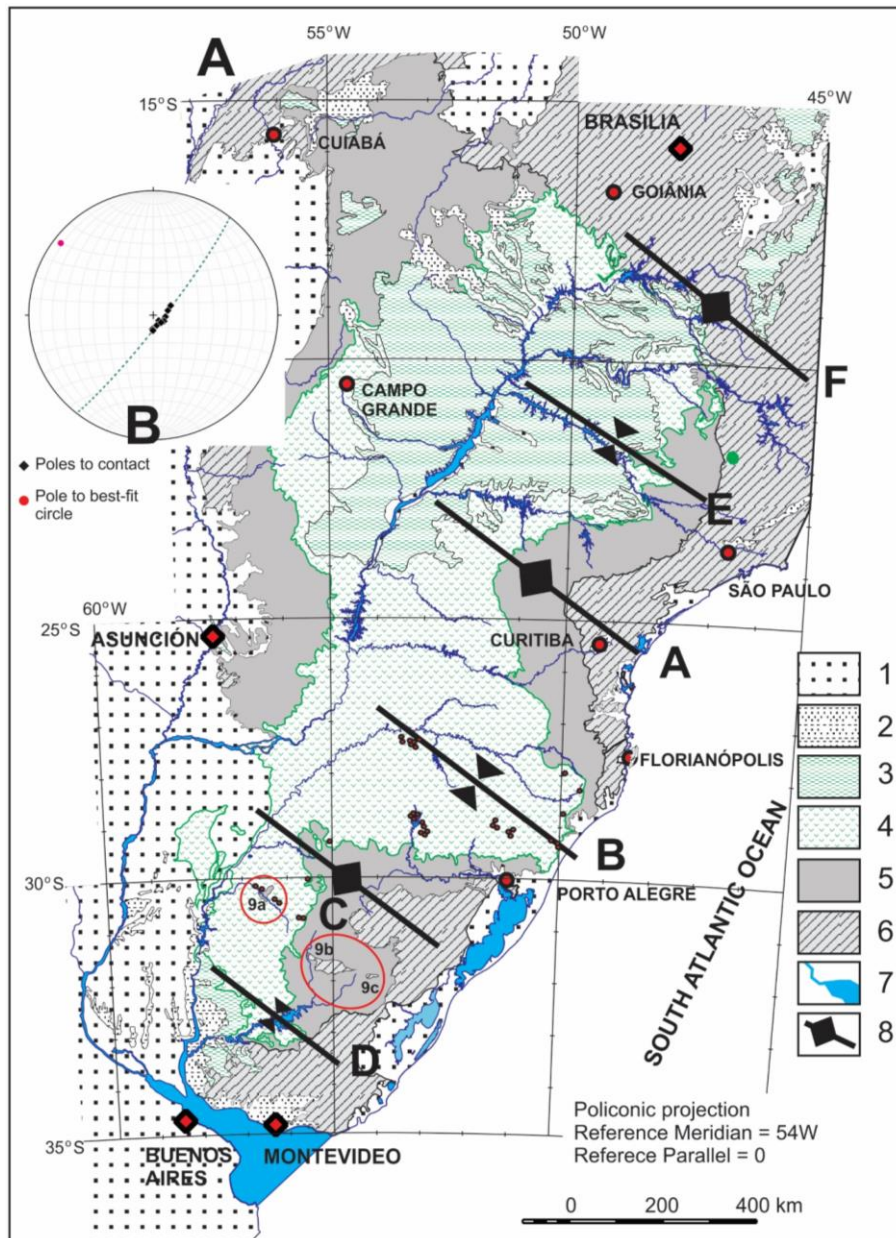 55°W
50°W
A
15°S
45°W
BRASÍLIA
CUIABÁ
GOIÂNIA
CAMPO
GRANDE
F
B
Poles to contact
Pole to best-fit
circle
E
SÃO PAULO
60°W
25°S
ASUNCIÓN
CURITIBA
A
1
2
FLORIANÓPOLIS
3
4
B
30°S
PORTO ALEGRE
5
9a
C
9b
6
9c
SOUTH ATLANTIC OCEAN
7
D
8
Policonic projection
Reference Meridian = 54W
Referece Parallel = 0
35°S
BUENOS
AIRES
MONTEVIDEO
0 200 400 km